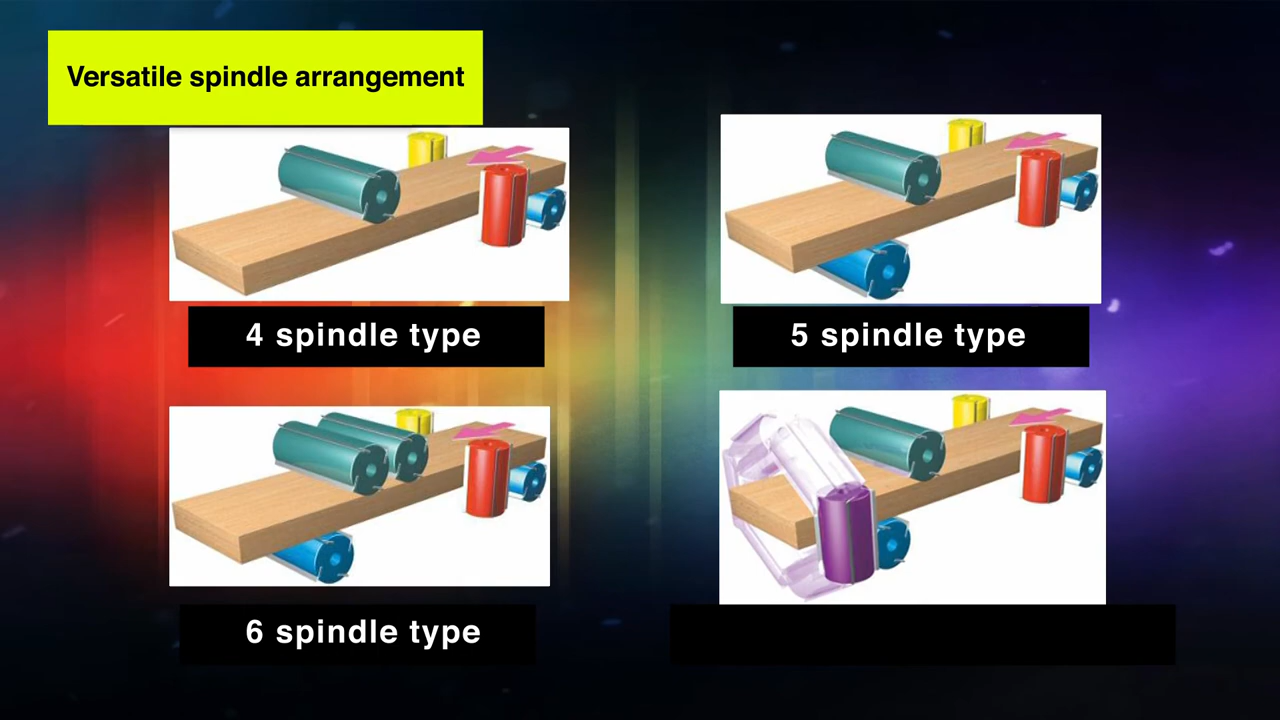 Versatile spindle arrangement
4 spindle type
5 spindle type
6 spindle type